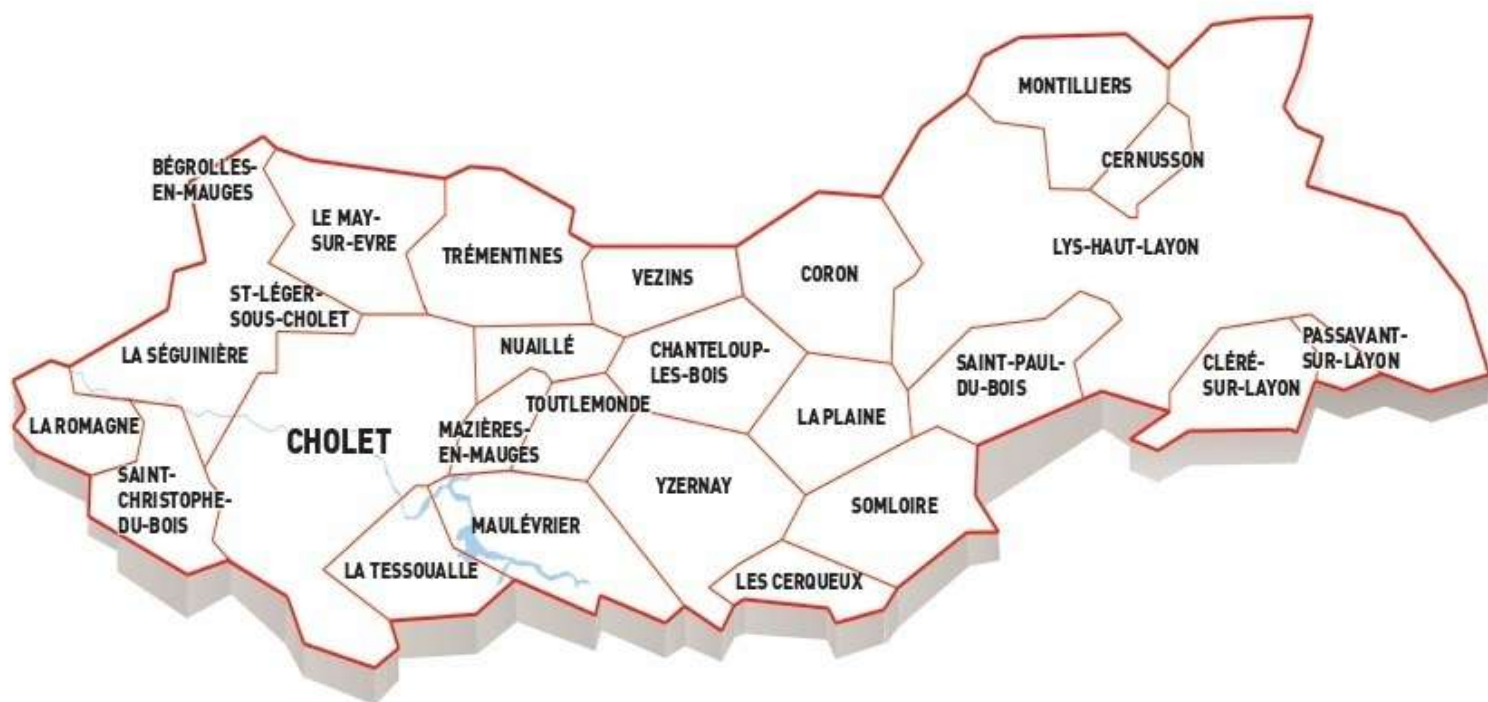 MONTILLIERS
CERNUSSON
BÉGROLLES-
EN-MAUGES
LE MAY-
SUR-EVRE
TRÉMENTINES
VEZINS
CORON
LYS-HAUT-LAYON
ST-LÉGER-
SOUS-CHOLET
LA SÉGUINIÈRE
NUAILLÉ
CHANTELOUP-
LES-BOIS
SAINT-PAUL-
DU-BOIS
CLÉRÉ-
SUR-LAYON
PASSAVANT-
SUR-LAYON
LA ROMAGNE
CHOLET
MAZIÈRES-
EN-MAUGES
TOUTLEMONDE
LA PLAINE
SAINT-
CHRISTOPHE-
DU-BOIS
YZERNAY
SOMLOIRE
MAULÉVRIER
LA TESSOUALLE
LES CERQUEUX